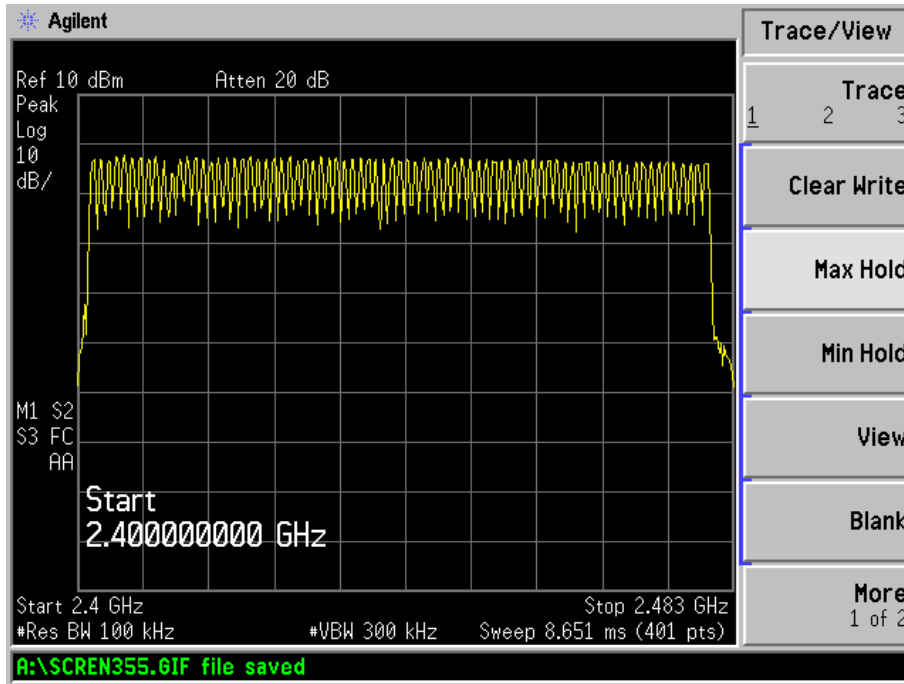 Agilent
Trace/View
Ref 10 dBm Atten 20 dB
Peak
Log
10
dB/
M1 S2
S3 FC
AA
Start
2.400000000 GHz
Start 2.4 GHz Stop 2.483 GHz
#Res BW 100 kHz #VBW 300 kHz Sweep 8.651 ms (401 pts)
A:\SCREN355.GIF file saved
Trace
1 2 3
Clear Write
Max Hold
Min Hold
View
Blank
More
1 of 2